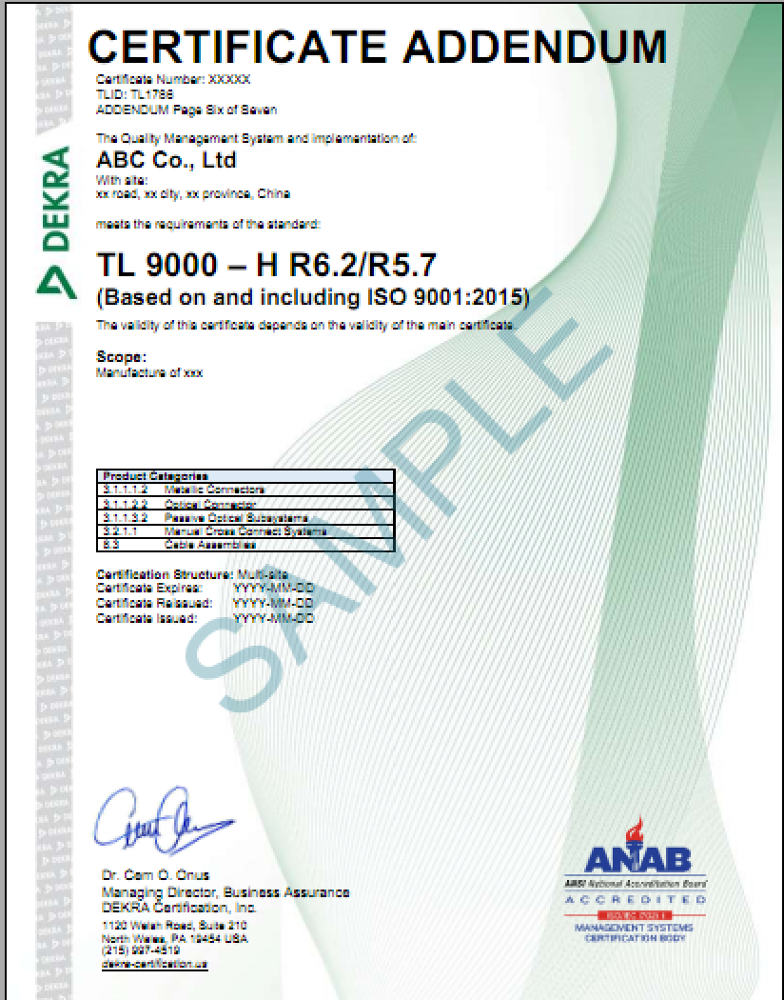 CERTIFICATE ADDENDUM
Certificate Number: XXXXX
TLID: TL1786
ADDENDUM Page Six of Seven
The Quality Management System and implementation of:
ABC Co., Ltd
With site:
xx road, xx city, xx province, China
meets the requirements of the standard:
TL 9000 – H R6.2/R5.7
(Based on and including ISO 9001:2015)
The validity of this certificate depends on the validity of the main certificate.
Scope:
Manufacture of xxx
Product Categories
3.1.1.1.2 Metallic Connectors
3.1.1.2.2 Optical Connector
3.1.1.3.2 Passive Optical Subsystems
3.2.1.1 Manual Cross Connect Systems
8.3 Cable Assemblies
Certification Structure: Multi-site
Certificate Expires: YYYY-MM-DD
Certificate Reissued: YYYY-MM-DD
Certificate Issued: YYYY-MM-DD
SAMPLE
DEKRA
Dr. Cem O. Onus
Managing Director, Business Assurance
DEKRA Certification, Inc.
1120 Welsh Road, Suite 210
North Wales, PA 19454 USA
(215) 997-4519
dekra-certification.us
ANAB
ANSI National Accreditation Board
ACCREDITED
ISO/IEC 17021-1
MANAGEMENT SYSTEMS
CERTIFICATION BODY